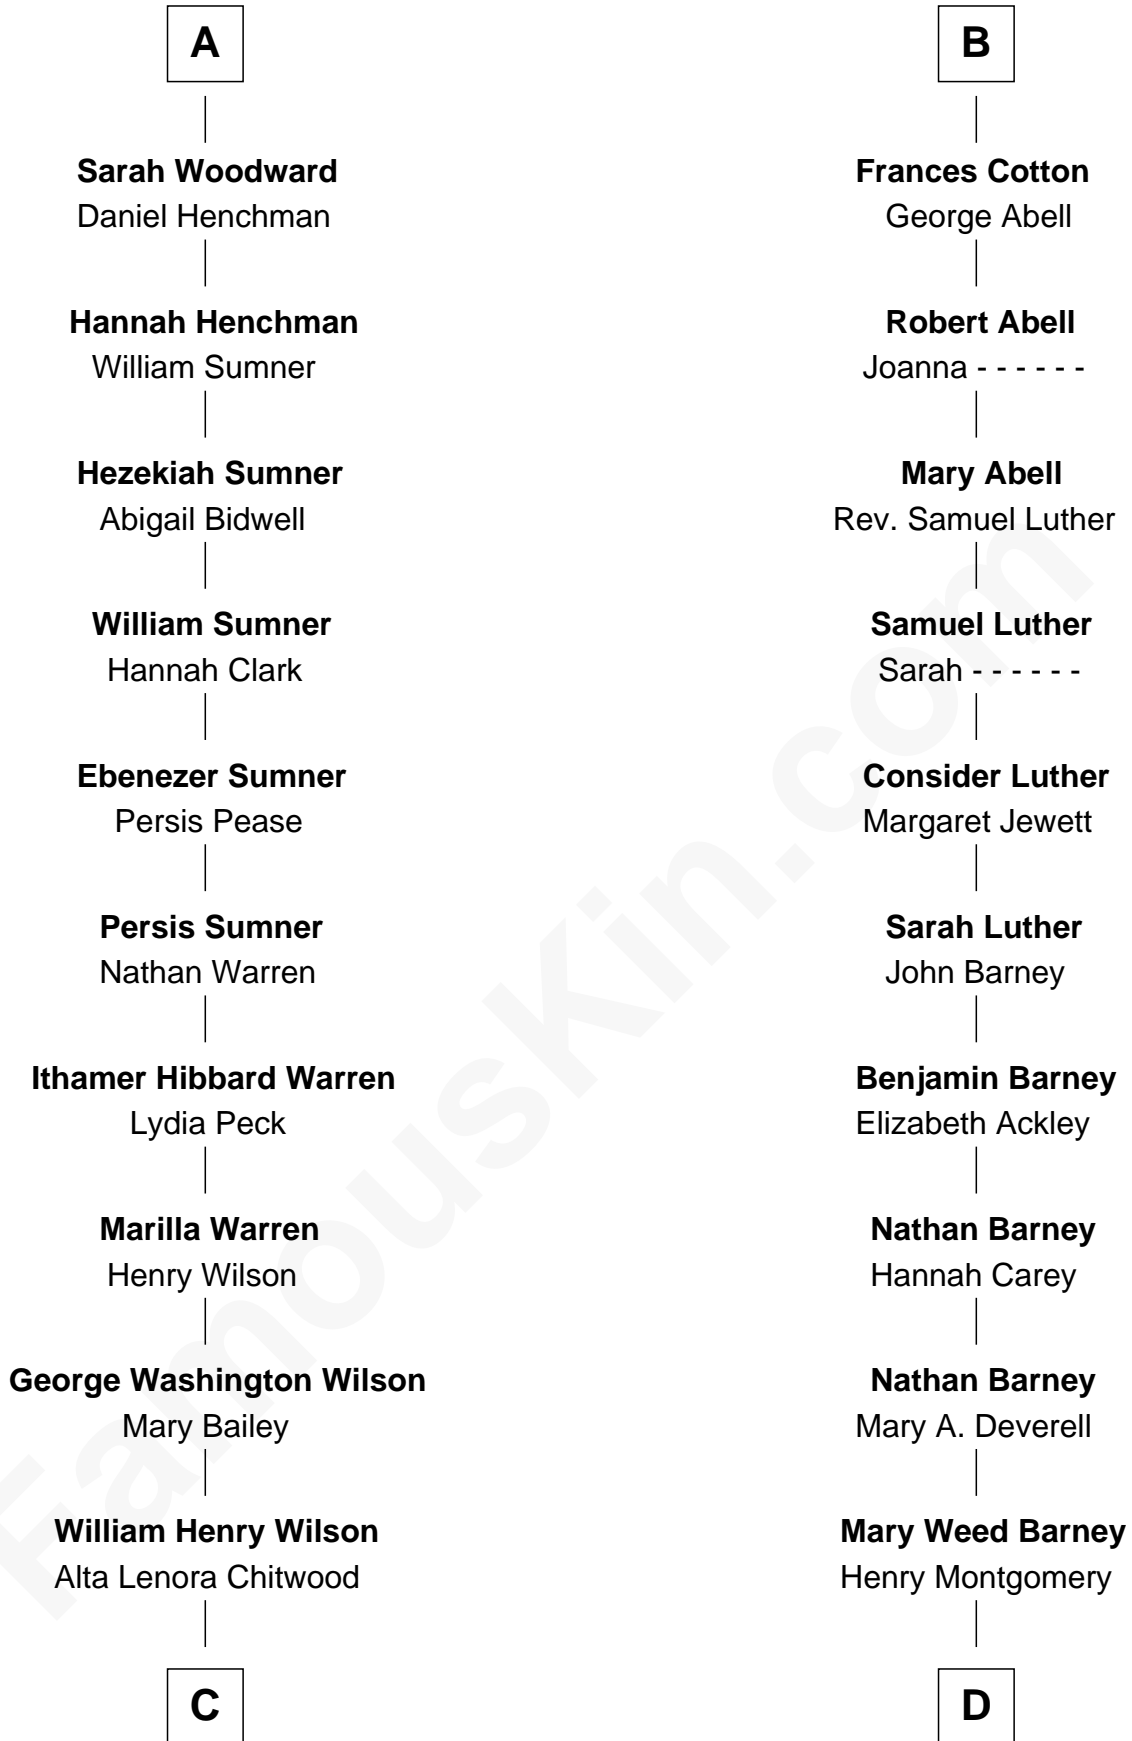 A
Sarah Woodward
Daniel Henchman
Hannah Henchman
William Sumner
Hezekiah Sumner
Abigail Bidwell
William Sumner
Hannah Clark
Ebenezer Sumner
Persis Pease
Persis Sumner
Nathan Warren
Ithamer Hibbard Warren
Lydia Peck
Marilla Warren
Henry Wilson
George Washington Wilson
Mary Bailey
William Henry Wilson
Alta Lenora Chitwood
C
B
Frances Cotton
George Abell
Robert Abell
Joanna - - - - - -
Mary Abell
Rev. Samuel Luther
Samuel Luther
Sarah - - - - - -
Consider Luther
Margaret Jewett
Sarah Luther
John Barney
Benjamin Barney
Elizabeth Ackley
Nathan Barney
Hannah Carey
Nathan Barney
Mary A. Deverell
Mary Weed Barney
Henry Montgomery
D
FamousKin.com